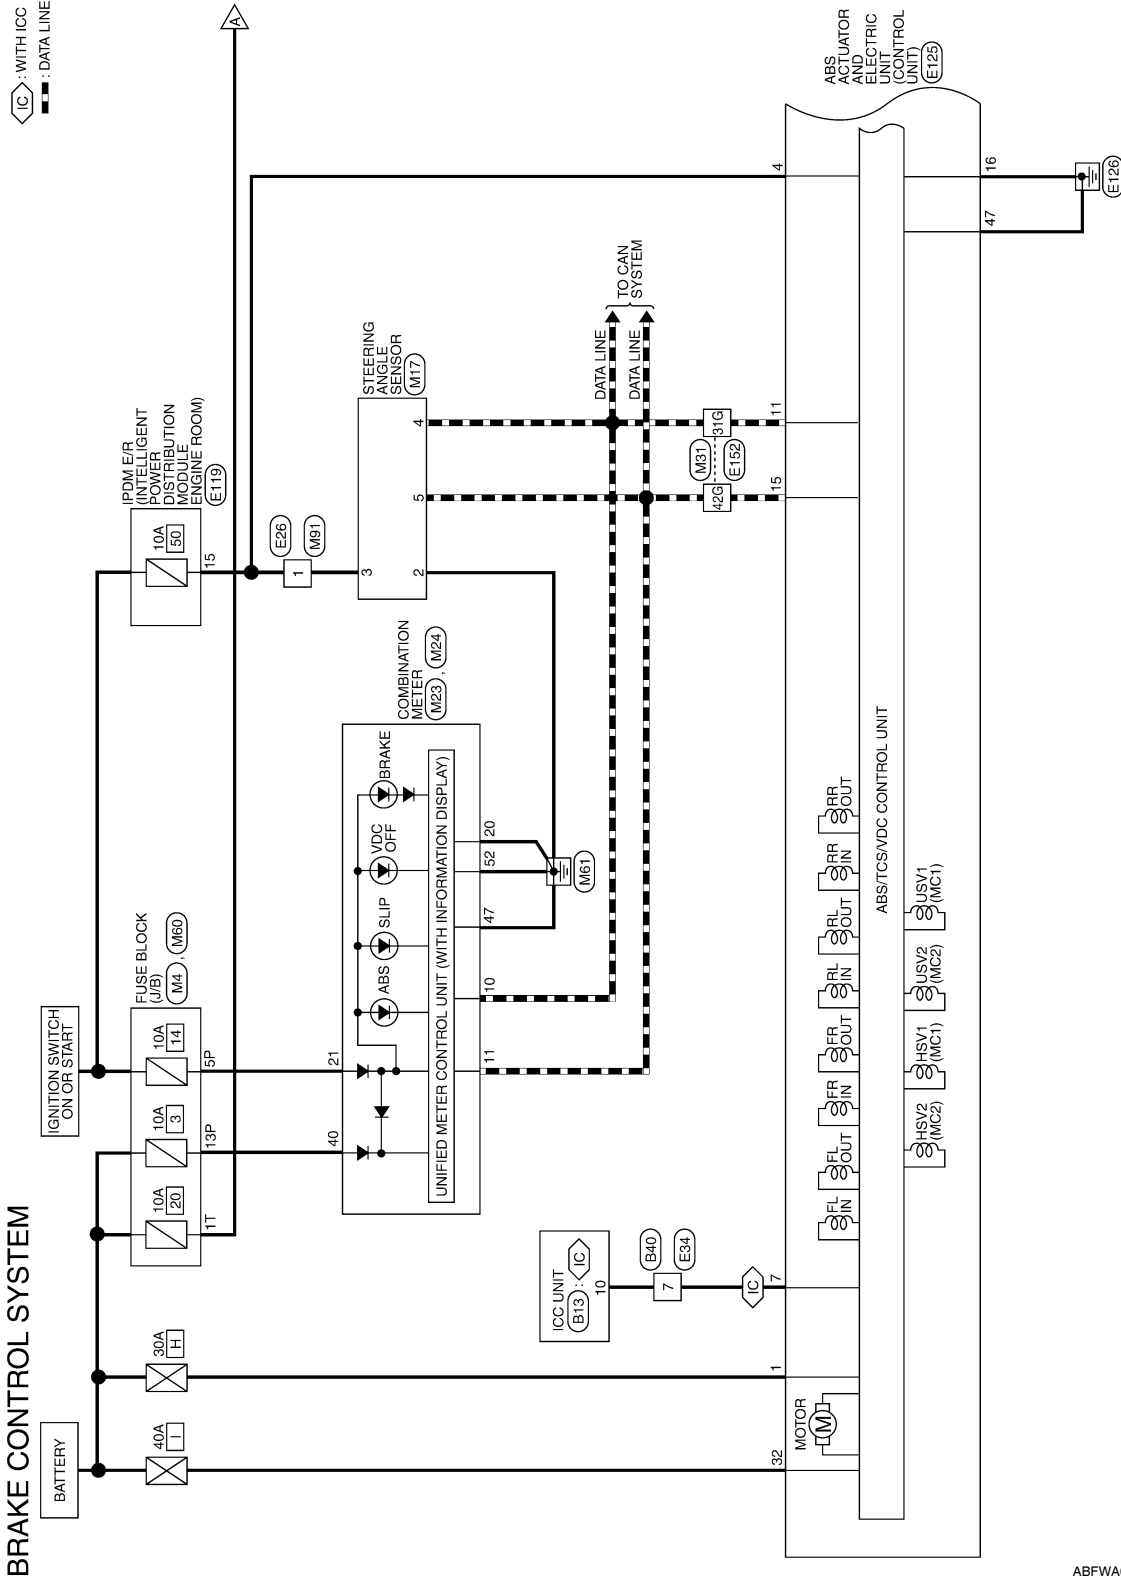 BRAKE CONTROL SYSTEM
IC : WITH ICC
: DATA LINE
BATTERY
IGNITION SWITCH
ON OR START
40A
I
30A
H
10A
20
10A
3
10A
14
FUSE BLOCK
(J/B)
M4 , M60
10A
50
IPDM E/R
(INTELLIGENT
POWER
DISTRIBUTION
MODULE
ENGINE ROOM)
E119
A
1T
13P
5P
15
1
E26
M91
40
21
COMBINATION
METER
M23 , M24
ABS
SLIP
VDC
OFF
BRAKE
UNIFIED METER CONTROL UNIT (WITH INFORMATION DISPLAY)
11
10
47
52
20
M61
STEERING
ANGLE
SENSOR
M17
3
2
5
4
DATA LINE
DATA LINE
TO CAN
SYSTEM
ICC UNIT
B13 : IC
10
7
B40
E34
IC
42G
31G
M31
E152
32
1
7
15
11
4
ABS
ACTUATOR
AND
ELECTRIC
UNIT
(CONTROL
UNIT)
E125
MOTOR
M
FL
IN
FL
OUT
FR
IN
FR
OUT
RL
IN
RL
OUT
RR
IN
RR
OUT
ABS/TCS/VDC CONTROL UNIT
HSV2
(MC2)
HSV1
(MC1)
USV2
(MC2)
USV1
(MC1)
47
16
E126